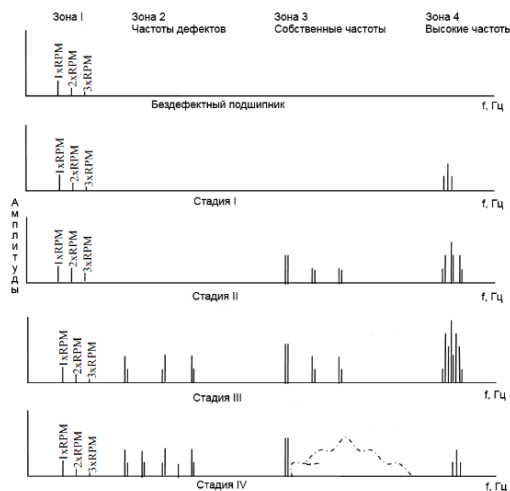 Зона I
Зона 2
Частоты дефектов
Зона 3
Собственные частоты
Зона 4
Высокие частоты
Амплитуды
1xRPM
2xRPM
3xRPM
Бездефектный подшипник
f, Гц
1xRPM
2xRPM
3xRPM
Стадия I
f, Гц
1xRPM
2xRPM
3xRPM
Стадия II
f, Гц
1xRPM
2xRPM
3xRPM
Стадия III
f, Гц
1xRPM
2xRPM
3xRPM
Стадия IV
f, Гц